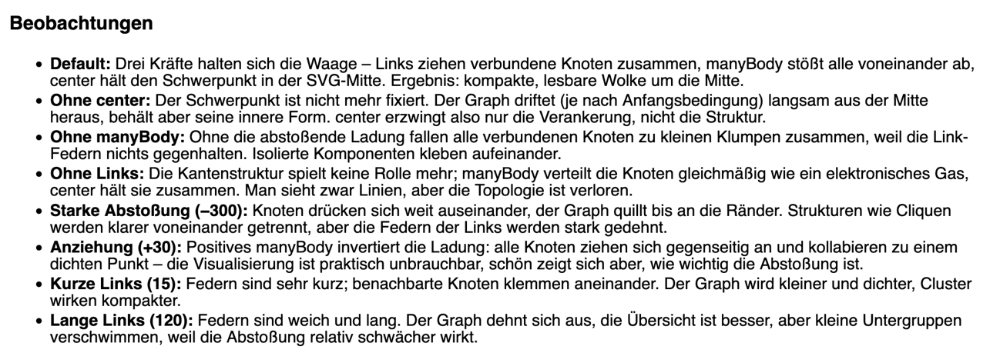 Beobachtungen
• Default: Drei Kräfte halten sich die Waage – Links ziehen verbundene Knoten zusammen, manyBody stößt alle voneinander ab,
center hält den Schwerpunkt in der SVG-Mitte. Ergebnis: kompakte, lesbare Wolke um die Mitte.
• Ohne center: Der Schwerpunkt ist nicht mehr fixiert. Der Graph driftet (je nach Anfangsbedingung) langsam aus der Mitte
heraus, behält aber seine innere Form. center erzwingt also nur die Verankerung, nicht die Struktur.
• Ohne manyBody: Ohne die abstoßende Ladung fallen alle verbundenen Knoten zu kleinen Klumpen zusammen, weil die Link-
Federn nichts gegenhalten. Isolierte Komponenten kleben aufeinander.
• Ohne Links: Die Kantenstruktur spielt keine Rolle mehr; manyBody verteilt die Knoten gleichmäßig wie ein elektronisches Gas,
center hält sie zusammen. Man sieht zwar Linien, aber die Topologie ist verloren.
• Starke Abstoßung (–300): Knoten drücken sich weit auseinander, der Graph quillt bis an die Ränder. Strukturen wie Cliquen
werden klarer voneinander getrennt, aber die Federn der Links werden stark gedehnt.
• Anziehung (+30): Positives manyBody invertiert die Ladung: alle Knoten ziehen sich gegenseitig an und kollabieren zu einem
dichten Punkt – die Visualisierung ist praktisch unbrauchbar, schön zeigt sich aber, wie wichtig die Abstoßung ist.
• Kurze Links (15): Federn sind sehr kurz; benachbarte Knoten klemmen aneinander. Der Graph wird kleiner und dichter, Cluster
wirken kompakter.
• Lange Links (120): Federn sind weich und lang. Der Graph dehnt sich aus, die Übersicht ist besser, aber kleine Untergruppen
verschwimmen, weil die Abstoßung relativ schwächer wirkt.